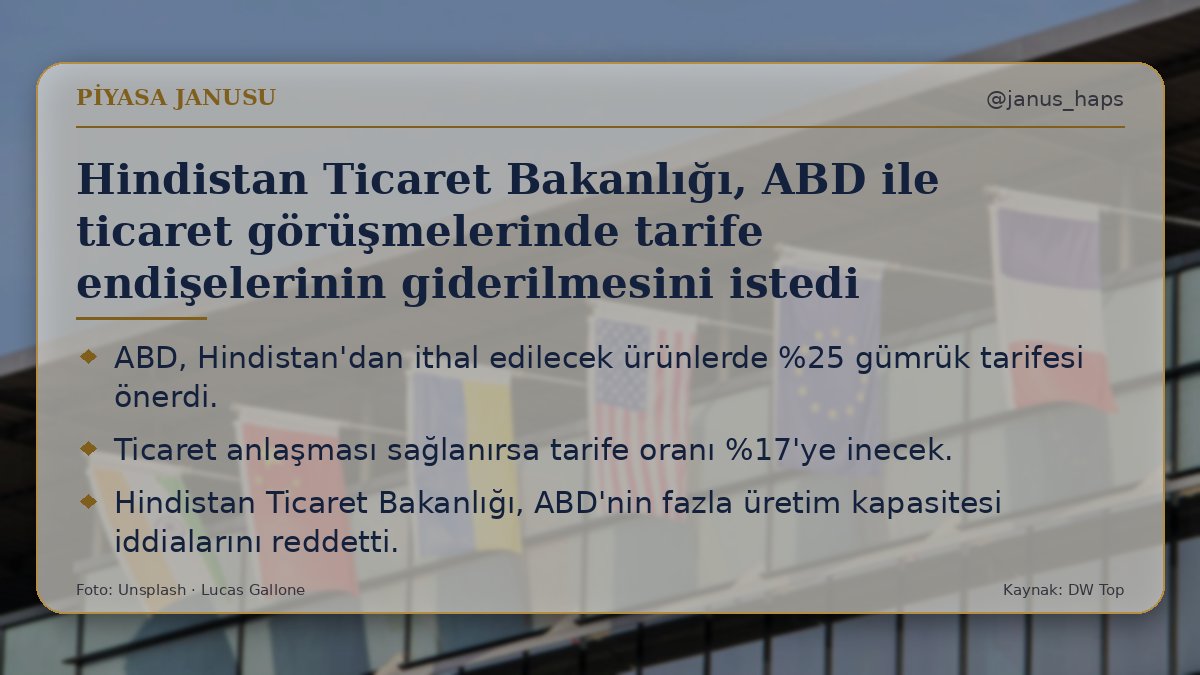 PİYASA JANUSU
@janus_haps
Hindistan Ticaret Bakanlığı, ABD ile
ticaret görüşmelerinde tarife
endişelerinin giderilmesini istedi
ABD, Hindistan'dan ithal edilecek ürünlerde %25 gümrük tarifesi
önerdi.
Ticaret anlaşması sağlanırsa tarife oranı %17'ye inecek.
Hindistan Ticaret Bakanlığı, ABD'nin fazla üretim kapasitesi
iddialarını reddetti.
Foto: Unsplash · Lucas Gallone
Kaynak: DW Top